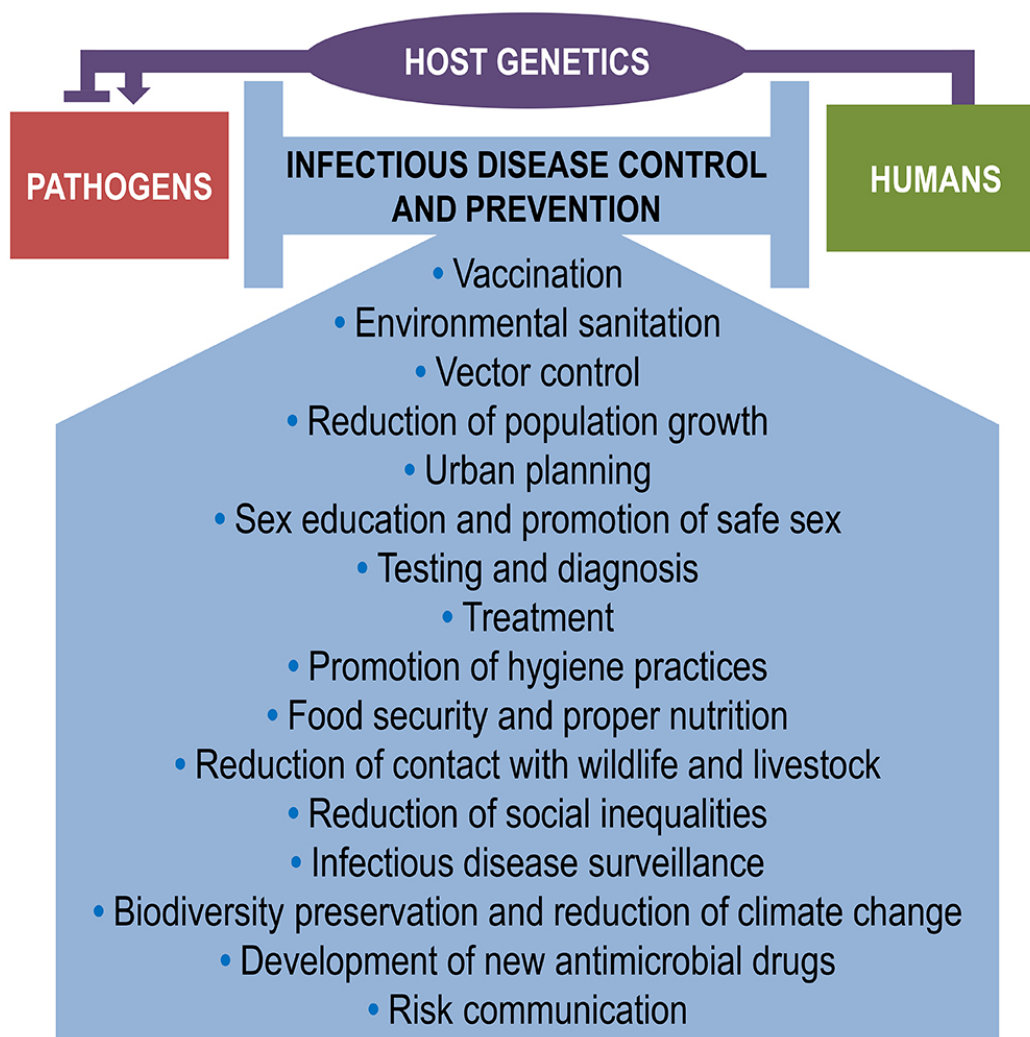 HOST GENETICS
PATHOGENS
INFECTIOUS DISEASE CONTROL
AND PREVENTION
HUMANS
• Vaccination
• Environmental sanitation
• Vector control
• Reduction of population growth
• Urban planning
• Sex education and promotion of safe sex
• Testing and diagnosis
• Treatment
• Promotion of hygiene practices
• Food security and proper nutrition
• Reduction of contact with wildlife and livestock
• Reduction of social inequalities
• Infectious disease surveillance
• Biodiversity preservation and reduction of climate change
• Development of new antimicrobial drugs
• Risk communication